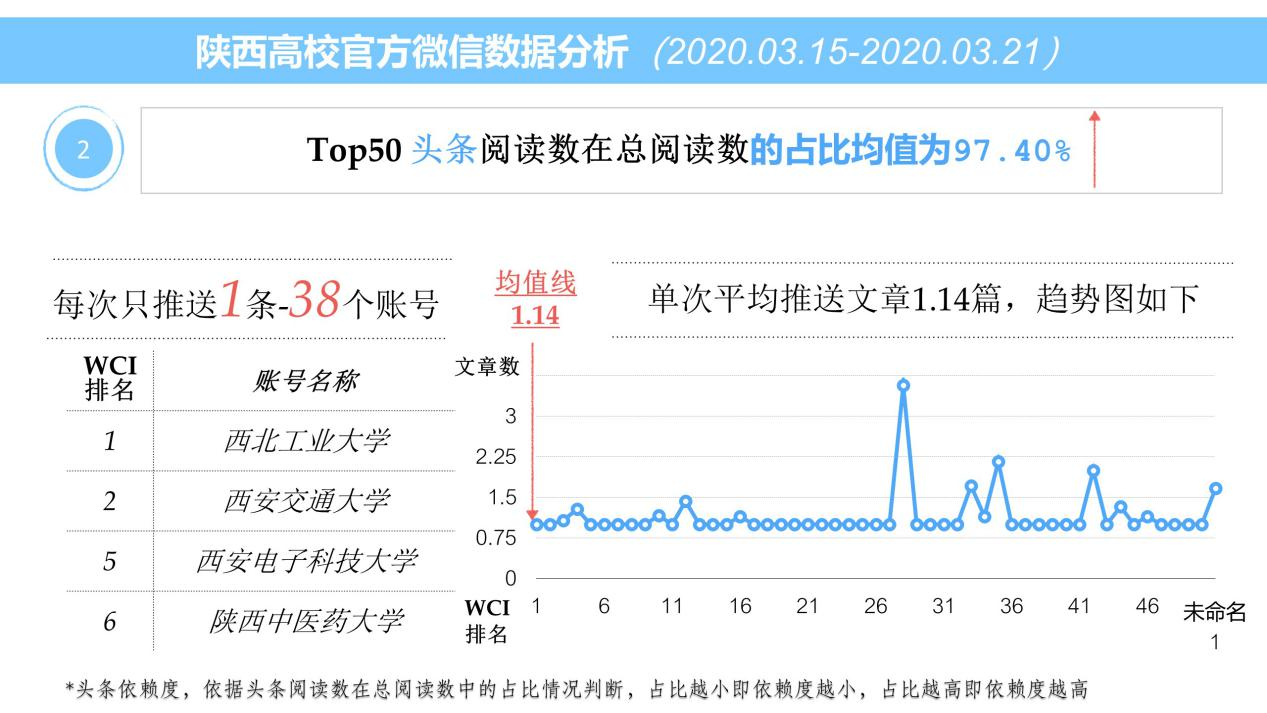 陕西高校官方微信数据分析（2020.03.15-2020.03.21）
2
Top50 头条阅读数在总阅读数的占比均值为97.40%
每次只推送1条-38个账号
均值线
1.14
单次平均推送文章1.14篇，趋势图如下
WCI
排名
账号名称
1
西北工业大学
2
西安交通大学
5
西安电子科技大学
6
陕西中医药大学
文章数
3
2.25
1.5
0.75
0
WCI
排名
1 6 11 16 21 26 31 36 41 46 未命名
1
*头条依赖度，依据头条阅读数在总阅读数中的占比情况判断，占比越小即依赖度越小，占比越高即依赖度越高